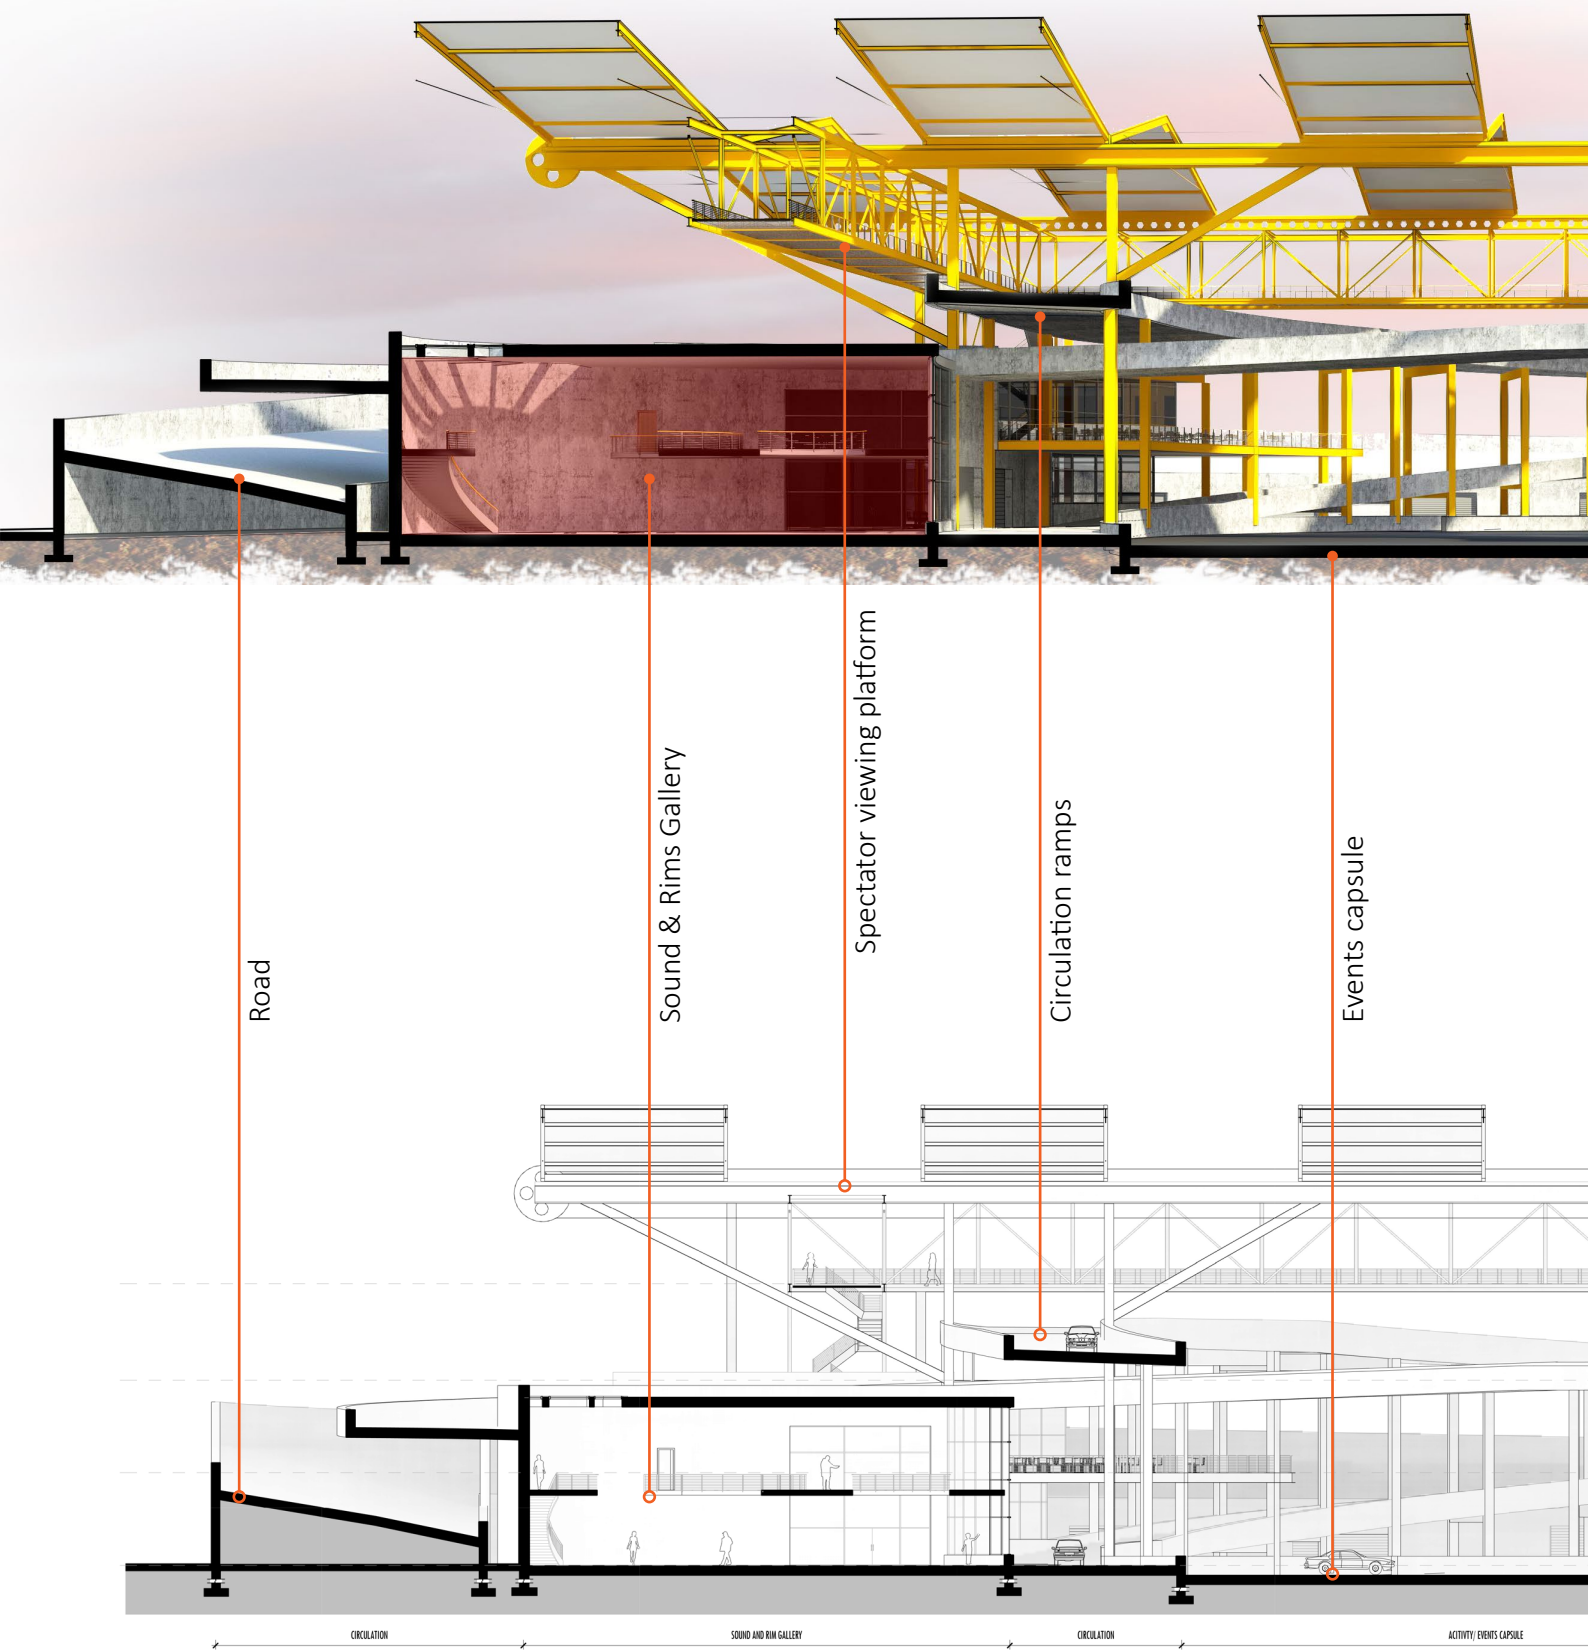 Road
Sound & Rims Gallery
Spectator viewing platform
Circulation ramps
Events capsule
CIRCULATION
SOUND AND RIM GALLERY
CIRCULATION
ACITIVTY/ EVENTS CAPSULE